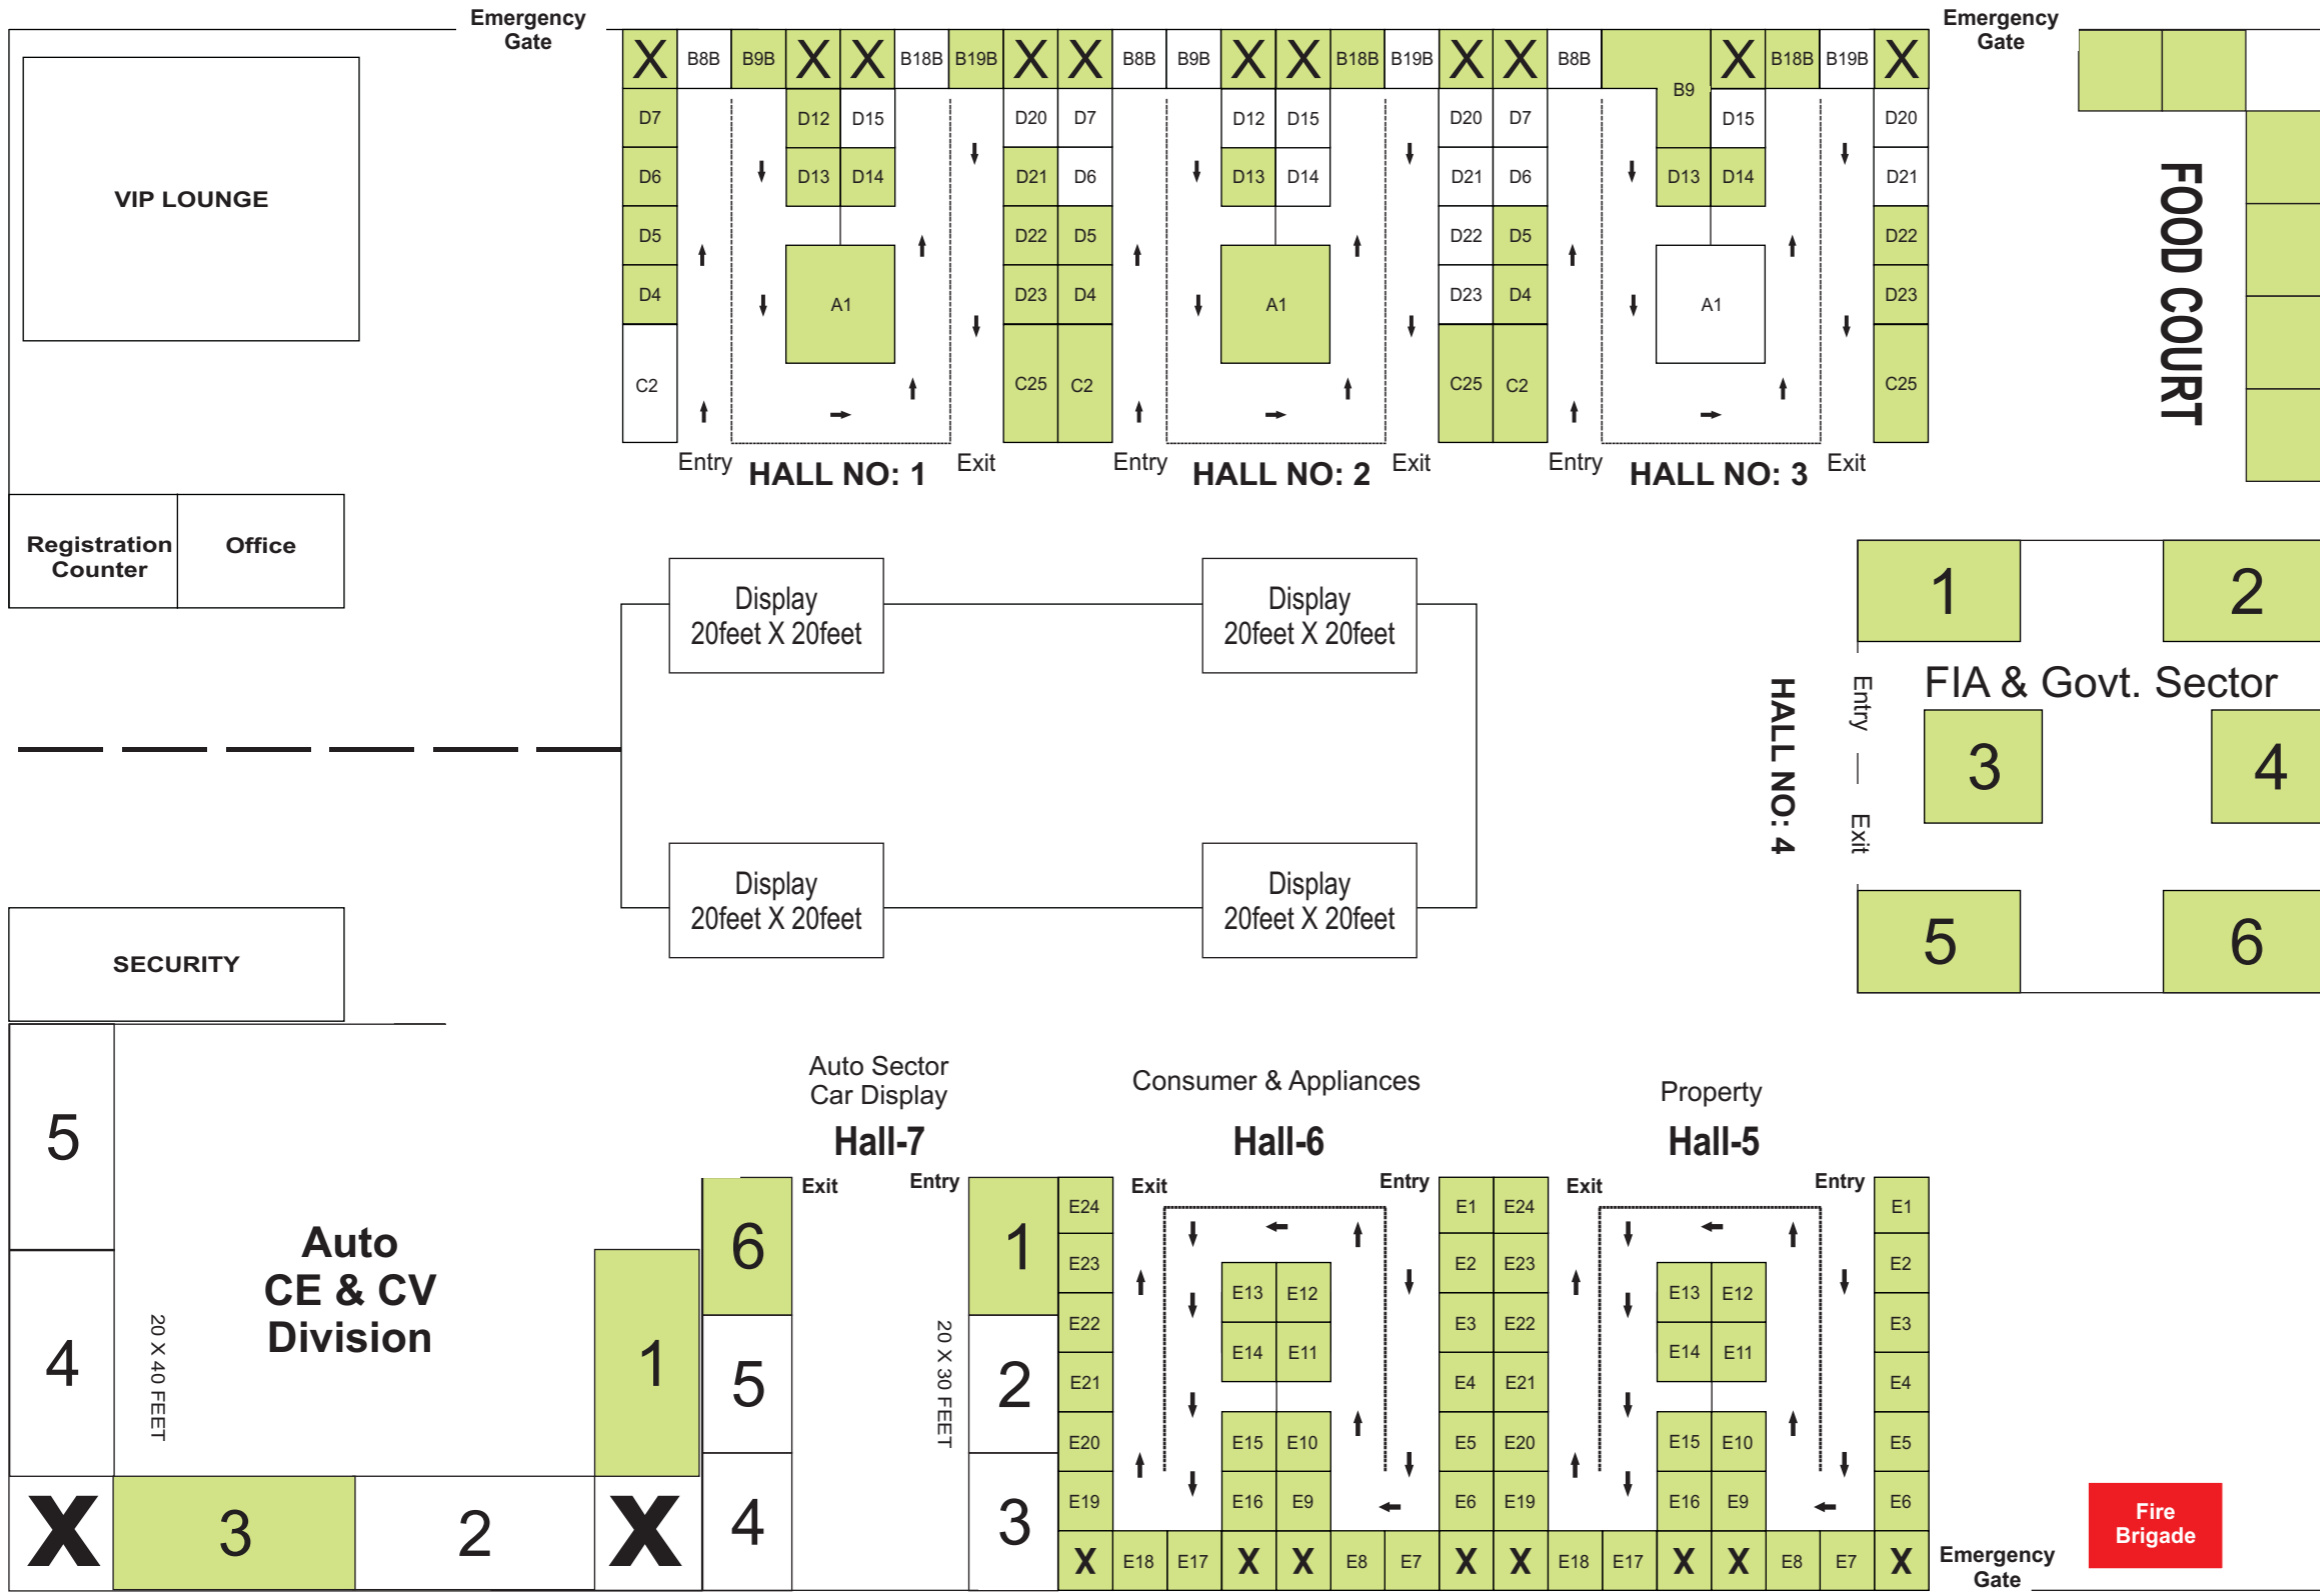 Emergency
Gate
Emergency
Gate
X B8B B9B X X B18B B19B X X B8B B9B X X B18B B19B X X B8B B9 X B18B B19B X
D7 D12 D15 D20 D7 D12 D15 D20 D7 D15 D20
D6 D13 D14 D21 D6 D13 D14 D21 D6 D13 D14 D21
D5 D22 D5 D22 D5 D22
D4 A1 D23 D4 A1 D23 D4 A1 D23
C2 C25 C2 C25 C2 C25
Entry Exit Entry Exit Entry Exit
HALL NO: 1 HALL NO: 2 HALL NO: 3
VIP LOUNGE
FOOD COURT
Registration
Counter
Office
Display
20feet X 20feet
Display
20feet X 20feet
Display
20feet X 20feet
Display
20feet X 20feet
1 2
FIA & Govt. Sector
3 4
5 6
HALL NO: 4
Entry
Exit
SECURITY
5
4
20 X 40 FEET
Auto
CE & CV
Division
1
X 3 2 X
Auto Sector
Car Display
Hall-7
Exit Entry
6 1
5 2
4 3
20 X 30 FEET
Consumer & Appliances
Hall-6
Exit Entry
E24 E1
E23 E13 E12 E2
E22 E14 E11 E3
E21 E4
E20 E15 E10 E5
E19 E16 E9 E6
X E18 E17 X X E8 E7 X
Property
Hall-5
Exit Entry
E24 E1
E23 E13 E12 E2
E22 E14 E11 E3
E21 E4
E20 E15 E10 E5
E19 E16 E9 E6
X E18 E17 X X E8 E7 X
Emergency
Gate
Fire
Brigade